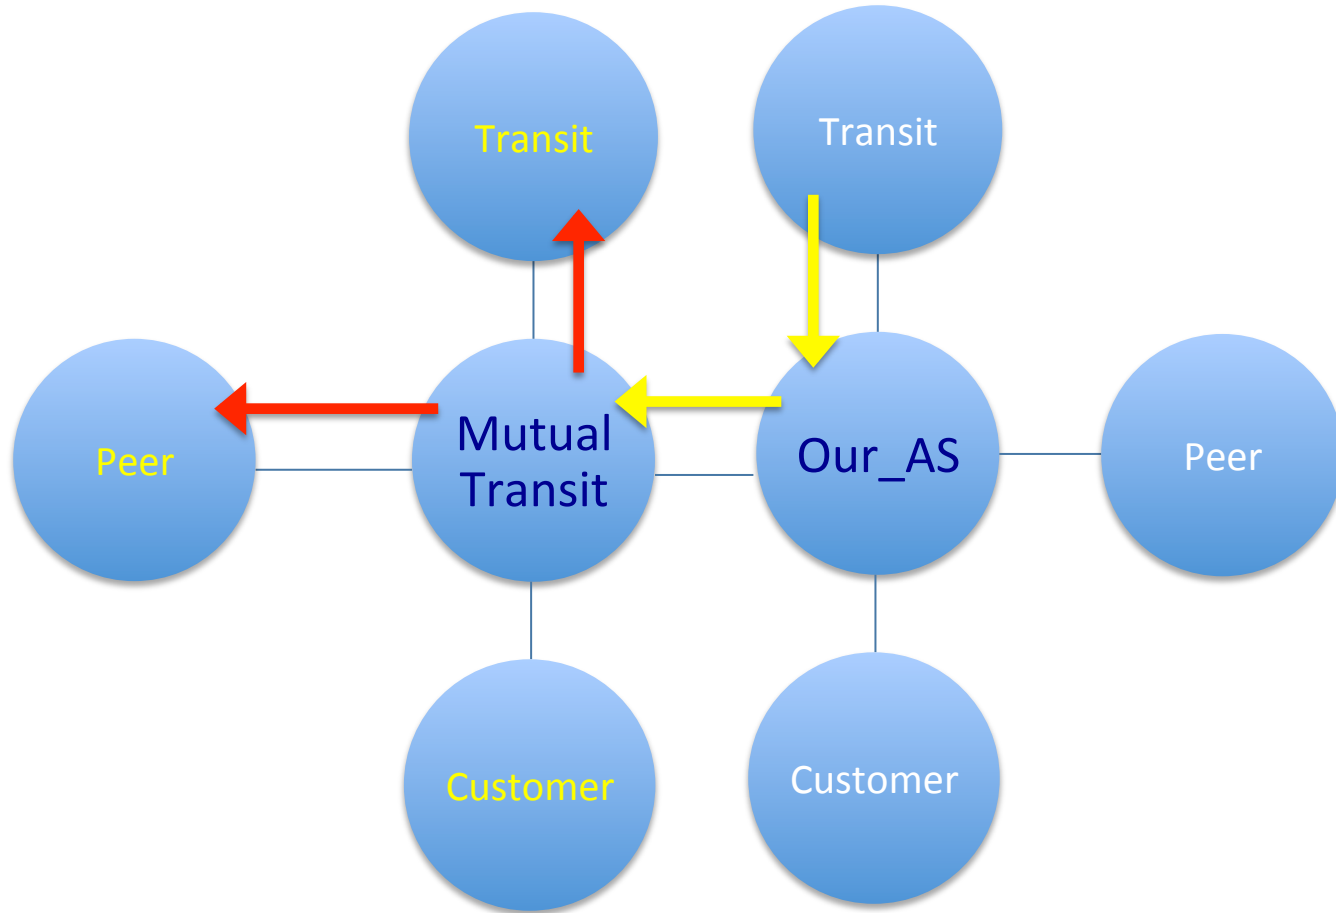 Transit
Transit
Peer
Mutual
Transit
Our_AS
Peer
Customer
Customer